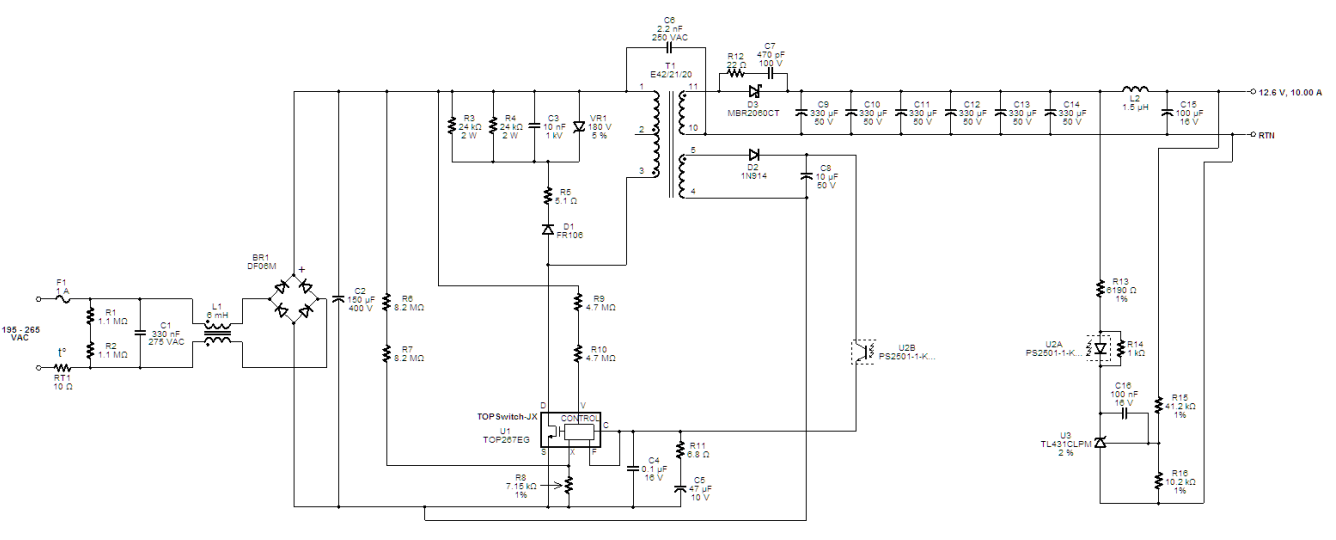 C6
2.2 nF
250 VAC
T1
E42/21/20
1
2
3
11
10
5
4
R12
22 Ω
C7
470 pF
100 V
D3
MBR2060CT
C9
330 µF
50 V
C10
330 µF
50 V
C11
330 µF
50 V
C12
330 µF
50 V
C13
330 µF
50 V
C14
330 µF
50 V
L2
1.5 µH
C15
100 µF
16 V
12.6 V, 10.00 A
RTN
R3
24 kΩ
2 W
R4
24 kΩ
2 W
C3
10 nF
1 kV
VR1
180 V
5 %
D2
1N914
C8
10 µF
50 V
R5
5.1 Ω
D1
FR106
BR1
DF06M
+
F1
1 A
195 - 265
VAC
R1
1.1 MΩ
R2
1.1 MΩ
t°
RT1
10 Ω
C1
330 nF
275 VAC
L1
6 mH
C2
150 µF
400 V
R6
8.2 MΩ
R7
8.2 MΩ
R9
4.7 MΩ
R10
4.7 MΩ
U2B
PS2501-1-K...
R13
6190 Ω
1%
U2A
PS2501-1-K...
R14
1 kΩ
C16
100 nF
16 V
R15
41.2 kΩ
1%
U3
TL431CLPM
2 %
R16
10.2 kΩ
1%
D
V
TOPSwitch-JX
CONTROL
C
U1
TOP267EG
S
X
F
R8
7.15 kΩ
1%
C4
0.1 µF
16 V
R11
6.8 Ω
C5
47 µF
10 V